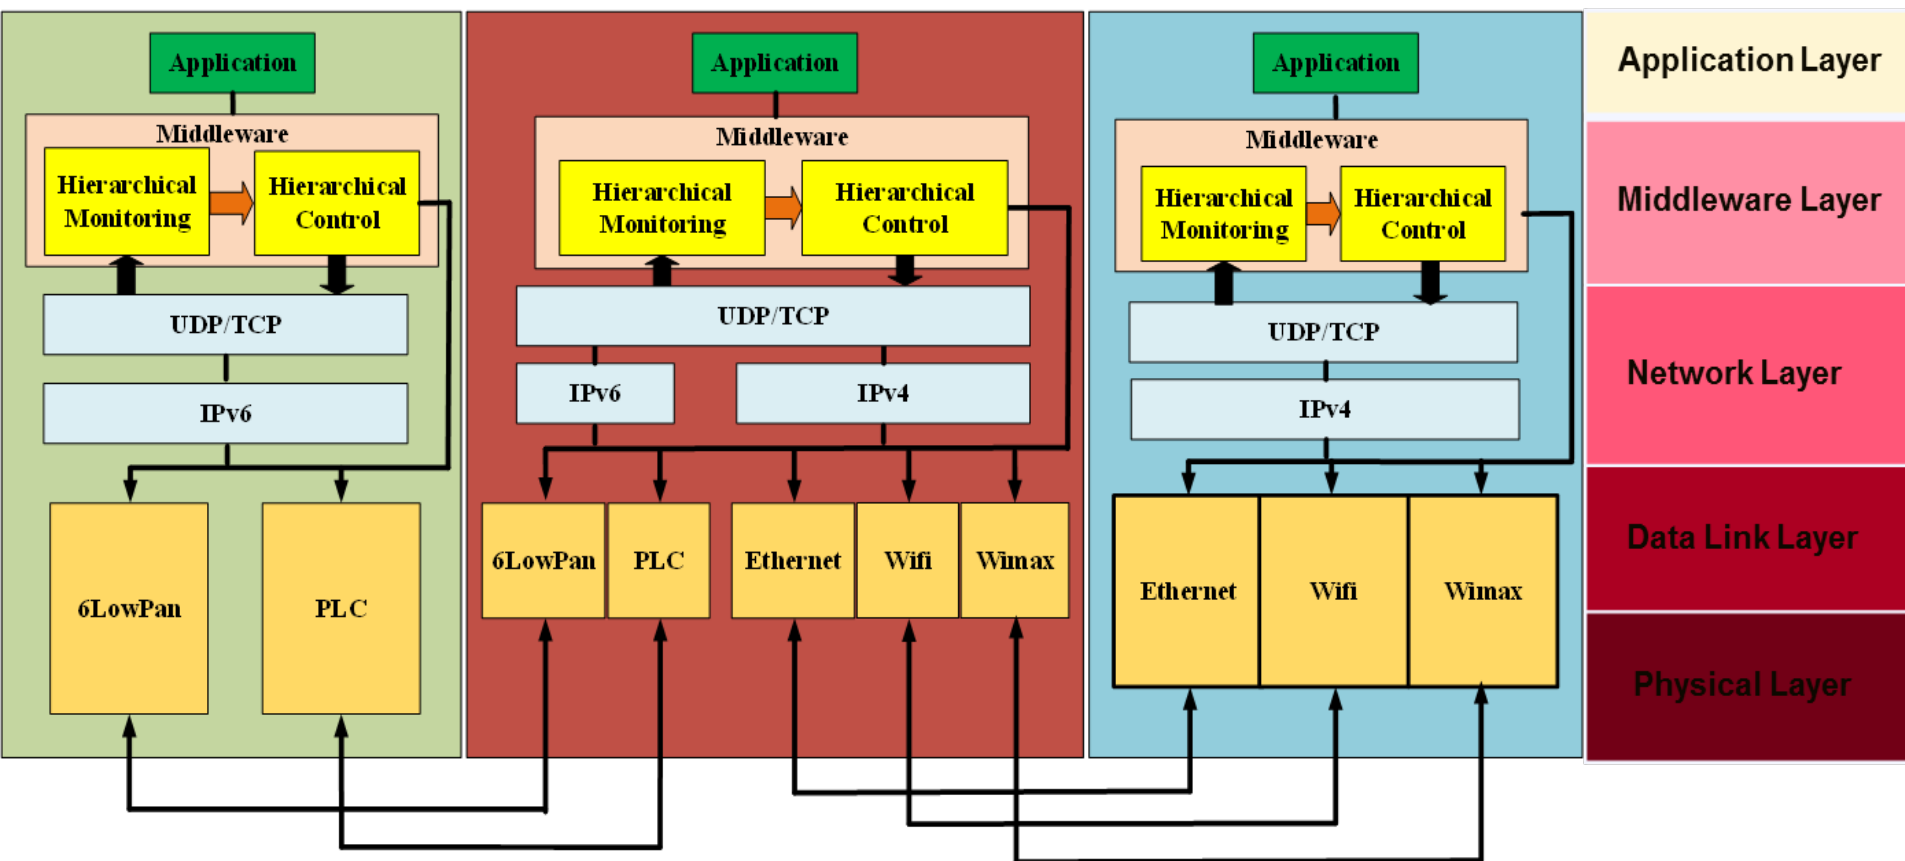 Application
Middleware
Hierarchical
Monitoring
Hierarchical
Control
UDP/TCP
IPv6
6LowPan
PLC
Application
Middleware
Hierarchical
Monitoring
Hierarchical
Control
UDP/TCP
IPv6
IPv4
6LowPan
PLC
Ethernet
Wifi
Wimax
Application
Middleware
Hierarchical
Monitoring
Hierarchical
Control
UDP/TCP
IPv4
Ethernet
Wifi
Wimax
Application Layer
Middleware Layer
Network Layer
Data Link Layer
Physical Layer